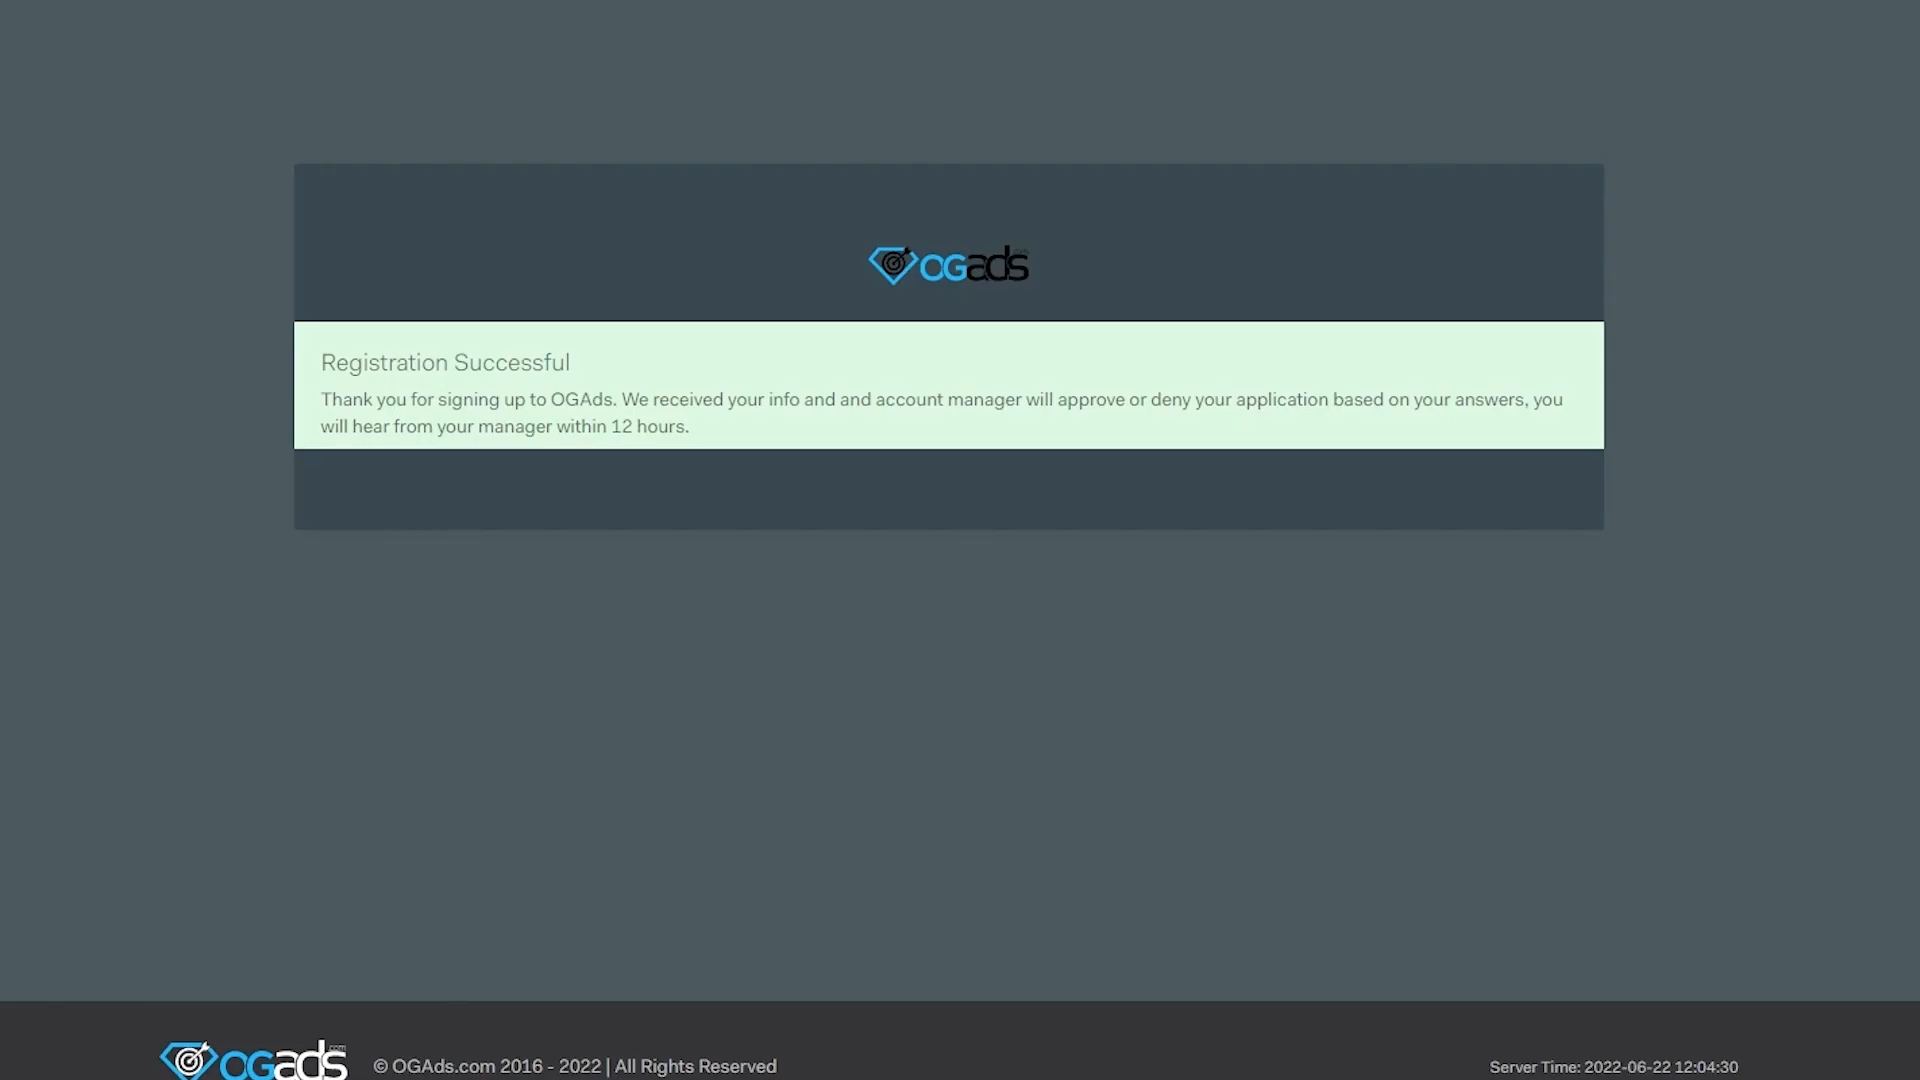 OGads
Registration Successful
Thank you for signing up to OGAds. We received your info and and account manager will approve or deny your application based on your answers, you
will hear from your manager within 12 hours.
OGads.com
© OGAds.com 2016 - 2022 | All Rights Reserved
Server Time: 2022-06-22 12:04:30